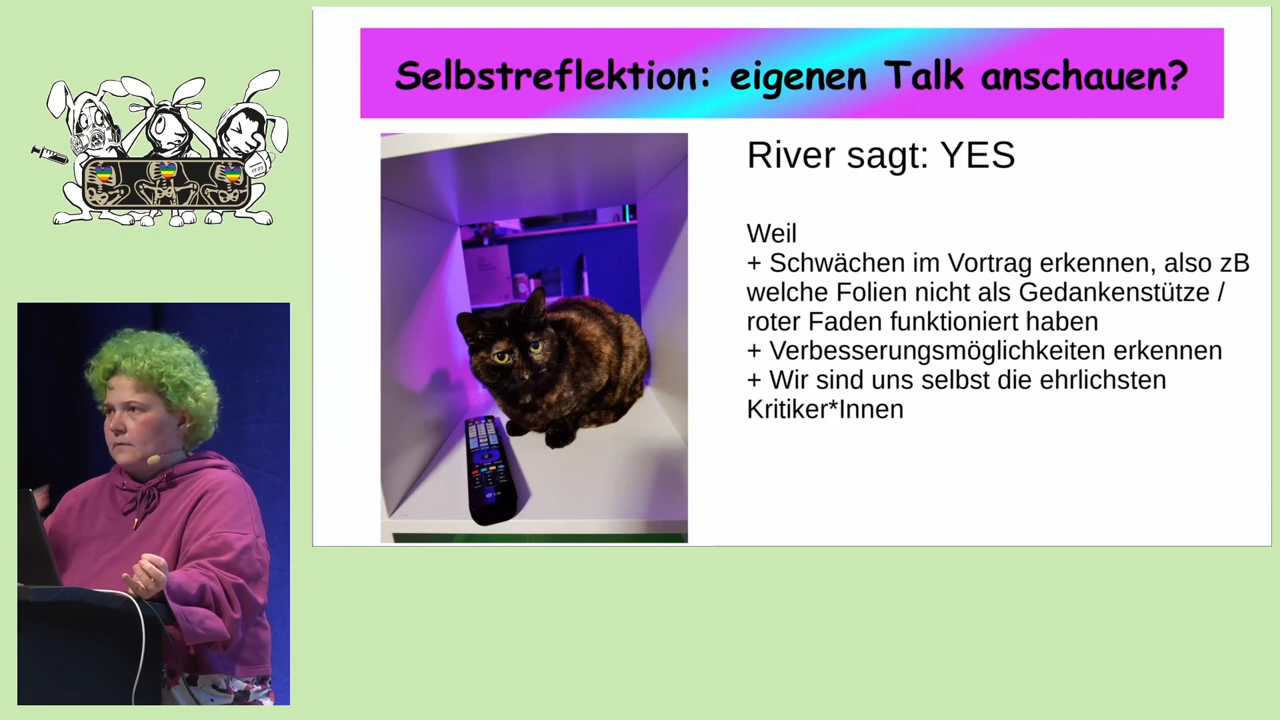 Selbstreflektion: eigenen Talk anschauen?
River sagt: YES
Weil
+ Schwächen im Vortrag erkennen, also zB
welche Folien nicht als Gedankenstütze /
roter Faden funktioniert haben
+ Verbesserungsmöglichkeiten erkennen
+ Wir sind uns selbst die ehrlichsten
Kritiker*Innen